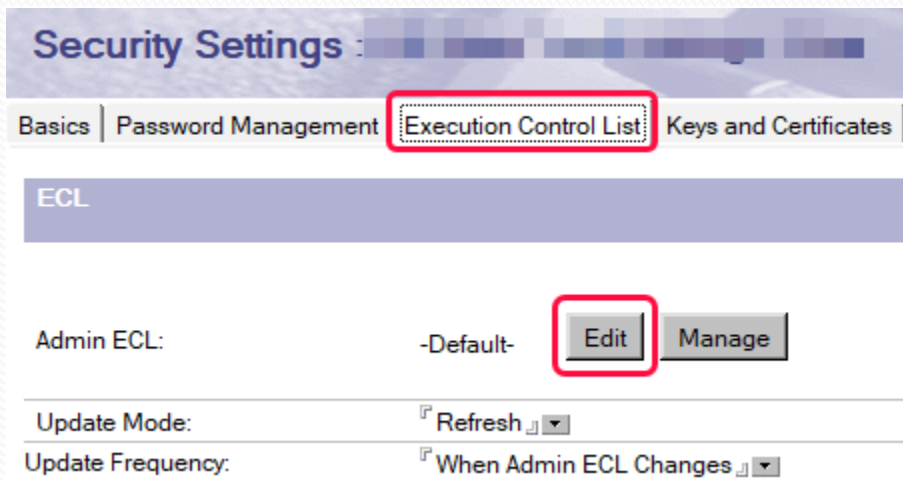 Security Settings :
Basics Password Management Execution Control List Keys and Certificates
ECL
Admin ECL: -Default- Edit Manage
Update Mode: Refresh
Update Frequency: When Admin ECL Changes